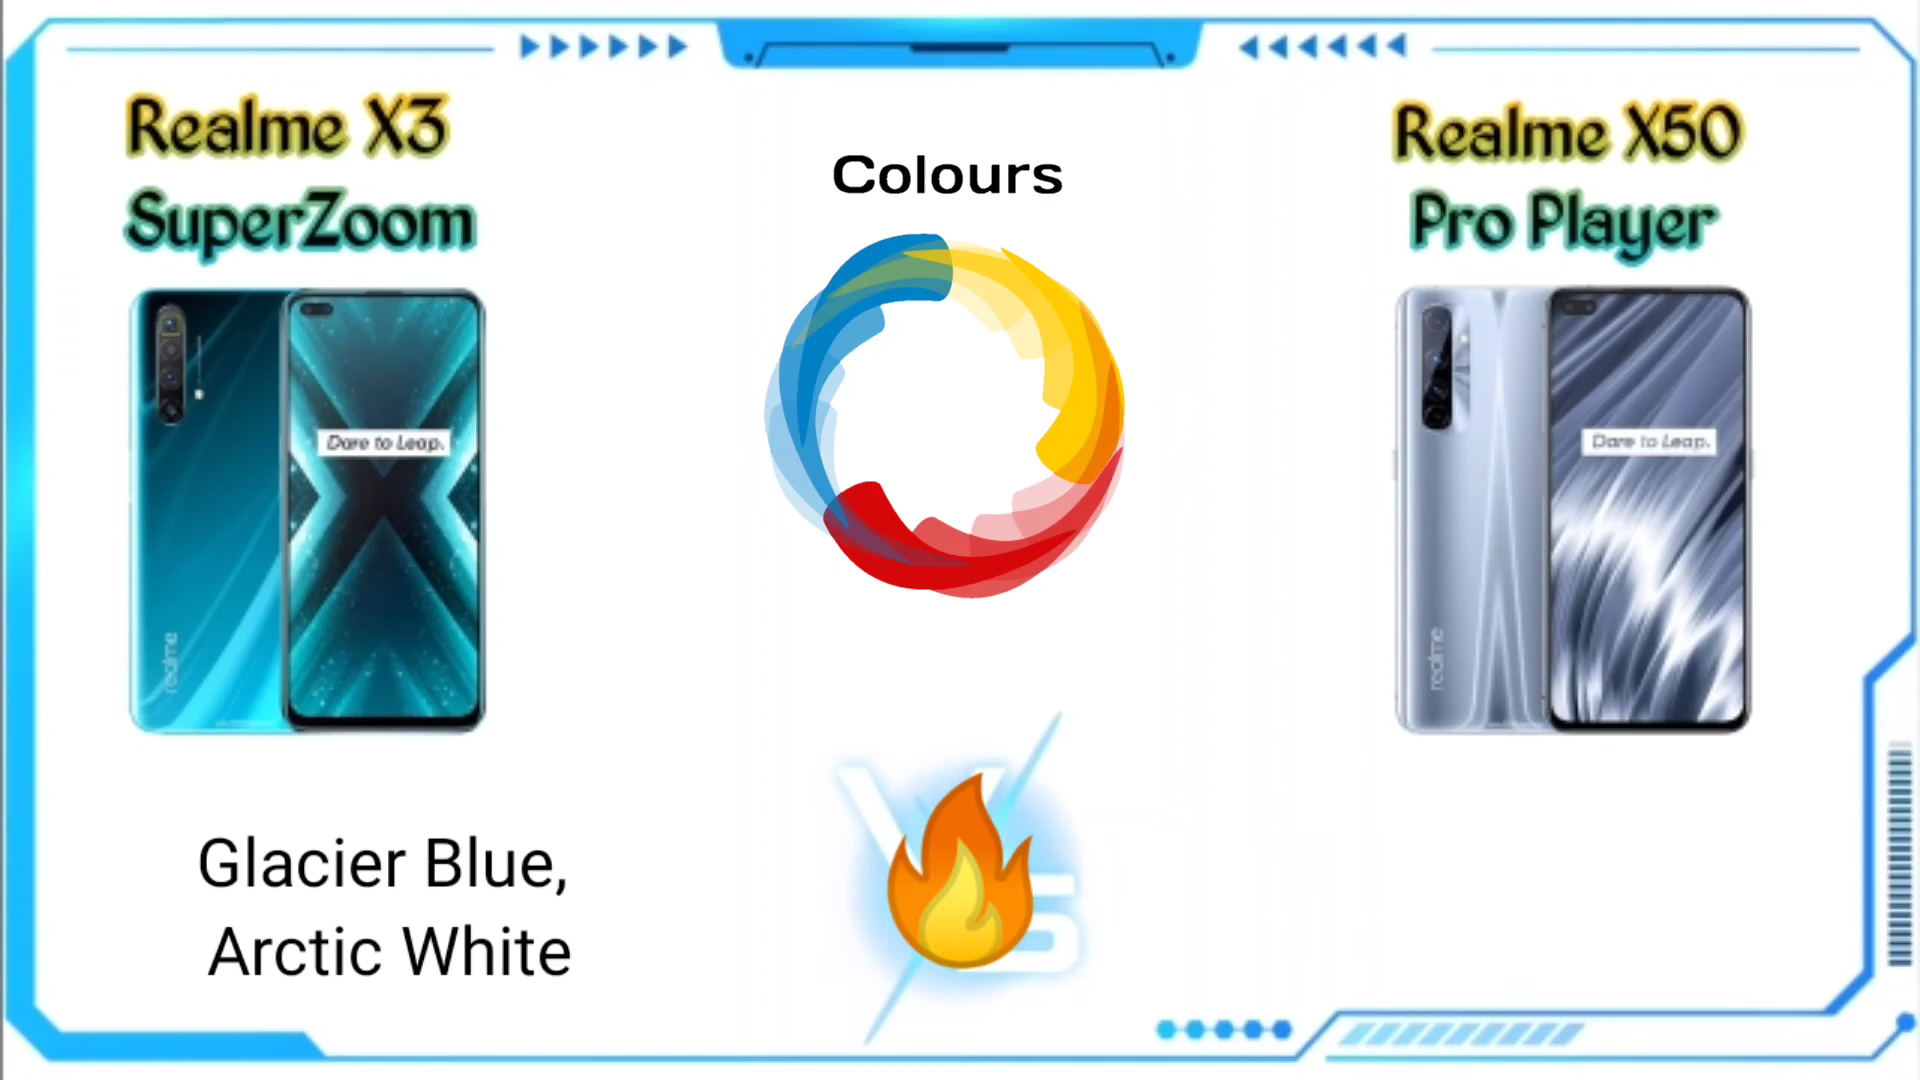 Realme X3
SuperZoom
Colours
Realme X50
Pro Player
Dare to Leap.
realme
Dare to Leap.
realme
VS
Glacier Blue,
Arctic White